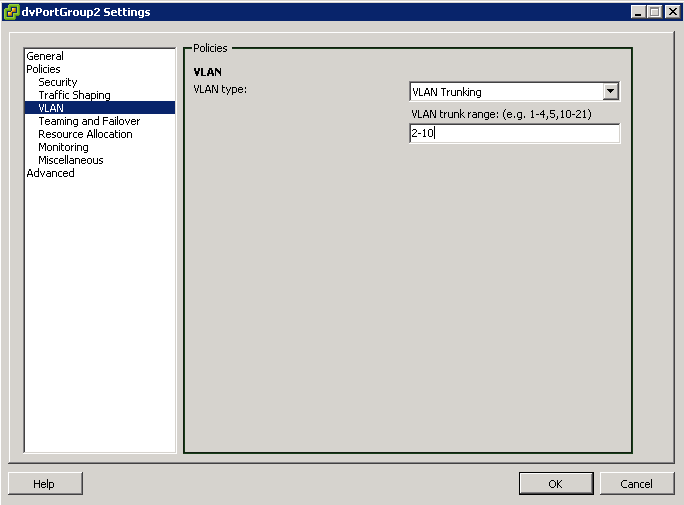 dvPortGroup2 Settings
General
Policies
Security
Traffic Shaping
VLAN
Teaming and Failover
Resource Allocation
Monitoring
Miscellaneous
Advanced
Policies
VLAN
VLAN type:
VLAN Trunking
VLAN trunk range: (e.g. 1-4,5,10-21)
2-10
Help
OK
Cancel